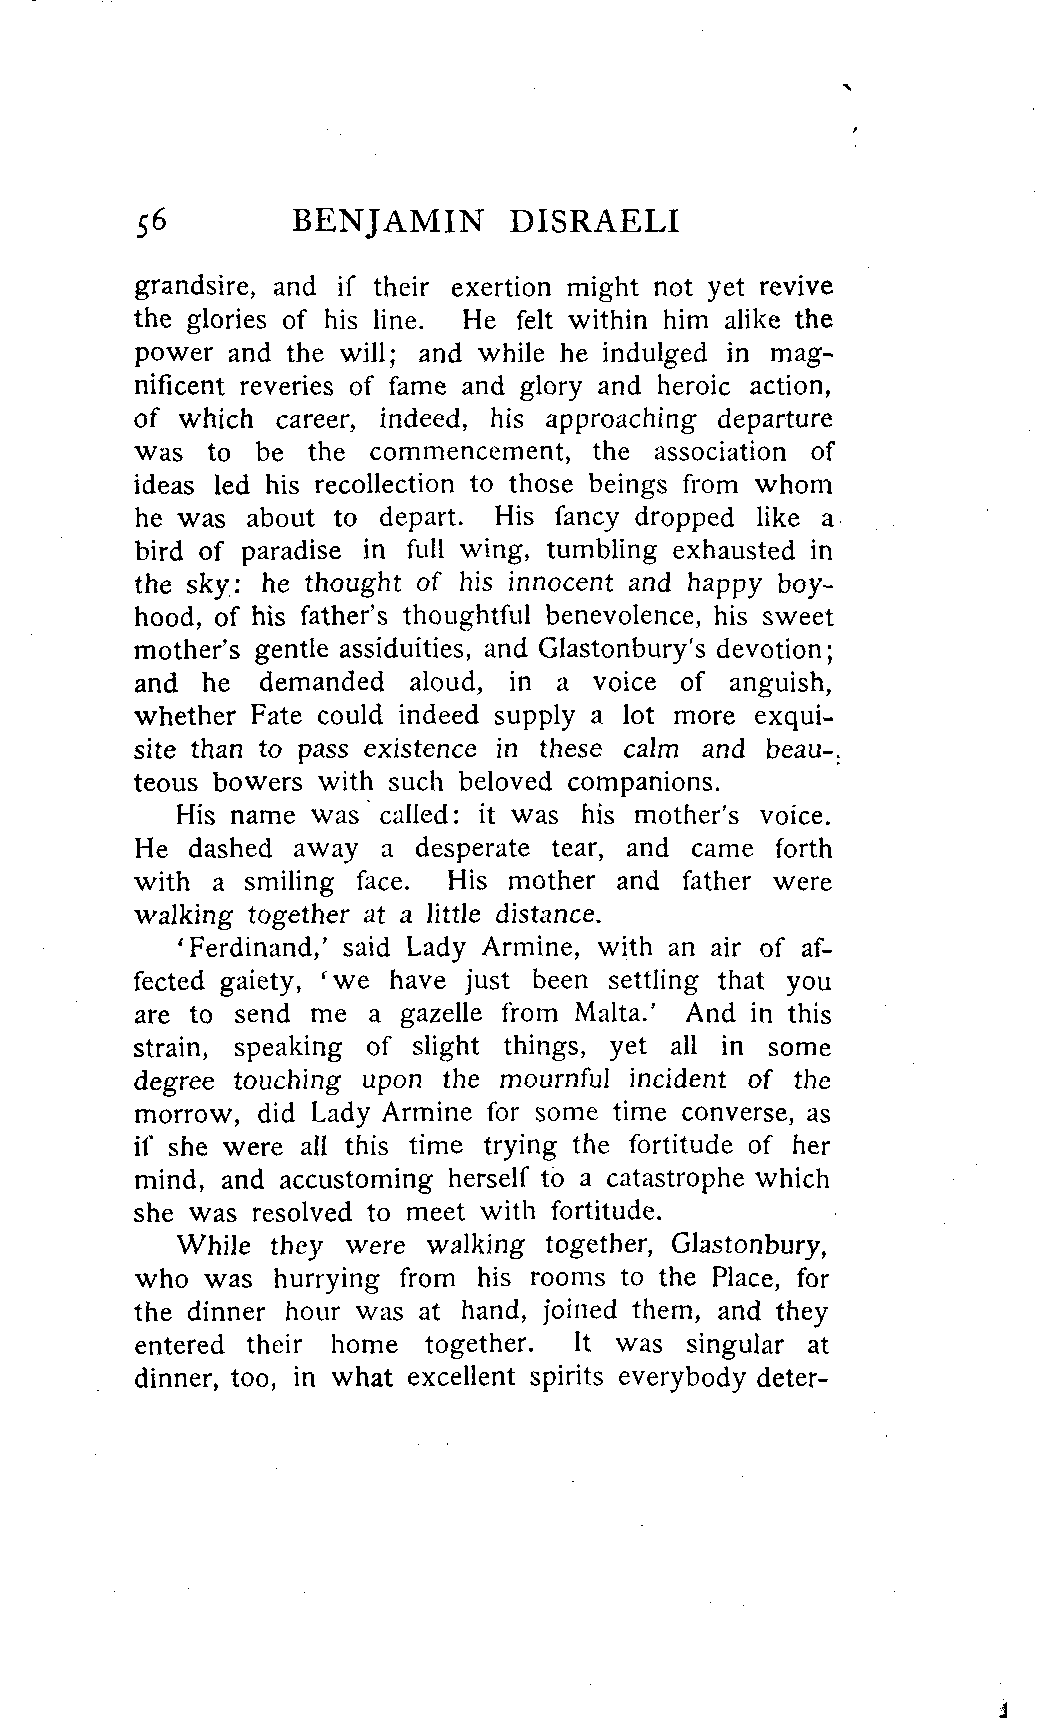 56 BENJAMIN DISRAELI
grandsire, and if their exertion might not yet revive
the glories of his line. He felt within him alike the
power and the will; and while he indulged in mag-
nificent reveries of fame and glory and heroic action,
of which career, indeed, his approaching departure
was to be the commencement, the association of
ideas led his recollection to those beings from whom
he was about to depart. His fancy dropped like a
bird of paradise in full wing, tumbling exhausted in
the sky: he thought of his innocent and happy boy-
hood, of his father's thoughtful benevolence, his sweet
mother's gentle assiduities, and Glastonbury's devotion;
and he demanded aloud, in a voice of anguish,
whether Fate could indeed supply a lot more exqui-
site than to pass existence in these calm and beau-
teous bowers with such beloved companions.
His name was called: it was his mother's voice.
He dashed away a desperate tear, and came forth
with a smiling face. His mother and father were
walking together at a little distance.
'Ferdinand,' said Lady Armine, with an air of af-
fected gaiety, 'we have just been settling that you
are to send me a gazelle from Malta.' And in this
strain, speaking of slight things, yet all in some
degree touching upon the mournful incident of the
morrow, did Lady Armine for some time converse, as
if she were all this time trying the fortitude of her
mind, and accustoming herself to a catastrophe which
she was resolved to meet with fortitude.
While they were walking together, Glastonbury,
who was hurrying from his rooms to the Place, for
the dinner hour was at hand, joined them, and they
entered their home together. It was singular at
dinner, too, in what excellent spirits everybody deter-